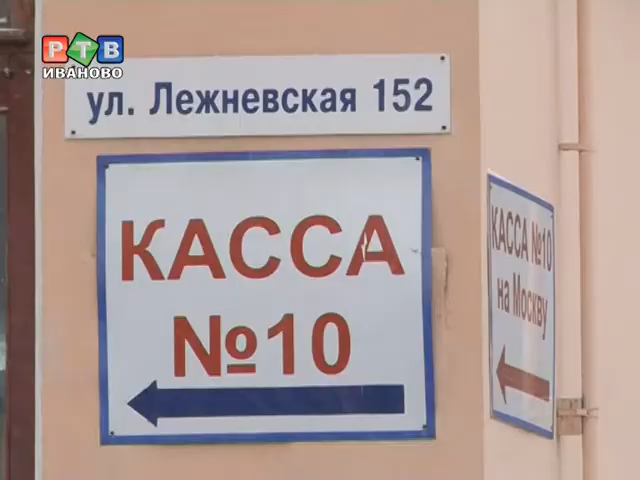 РТВ
ИВАНОВО
ул. Лежневская 152
КАССА
№10
КАССА №10
на Москву